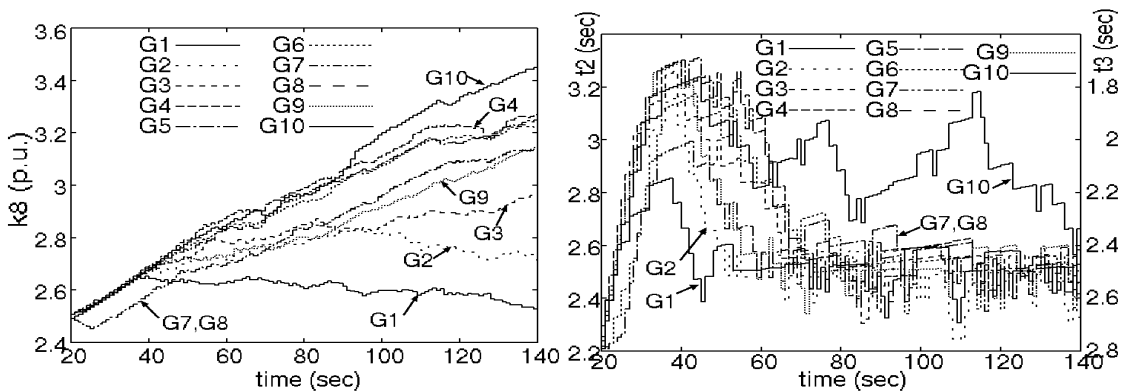 3.6
3.4
3.2
3
2.8
2.6
2.4
k8 (p.u.)
G1
G2
G3
G4
G5
G6
G7
G8
G9
G10
G10
G4
G9
G3
G2
G1
G7,G8
20 40 60 80 100 120 140
time (sec)
t2 (sec)
3.2
3
2.8
2.6
2.4
2.2
G1
G2
G3
G4
G5
G6
G7
G8
G9
G10
G10
G7,G8
G2
G1
t3 (sec)
1.8
2
2.2
2.4
2.6
2.8
20 40 60 80 100 120 140
time (sec)